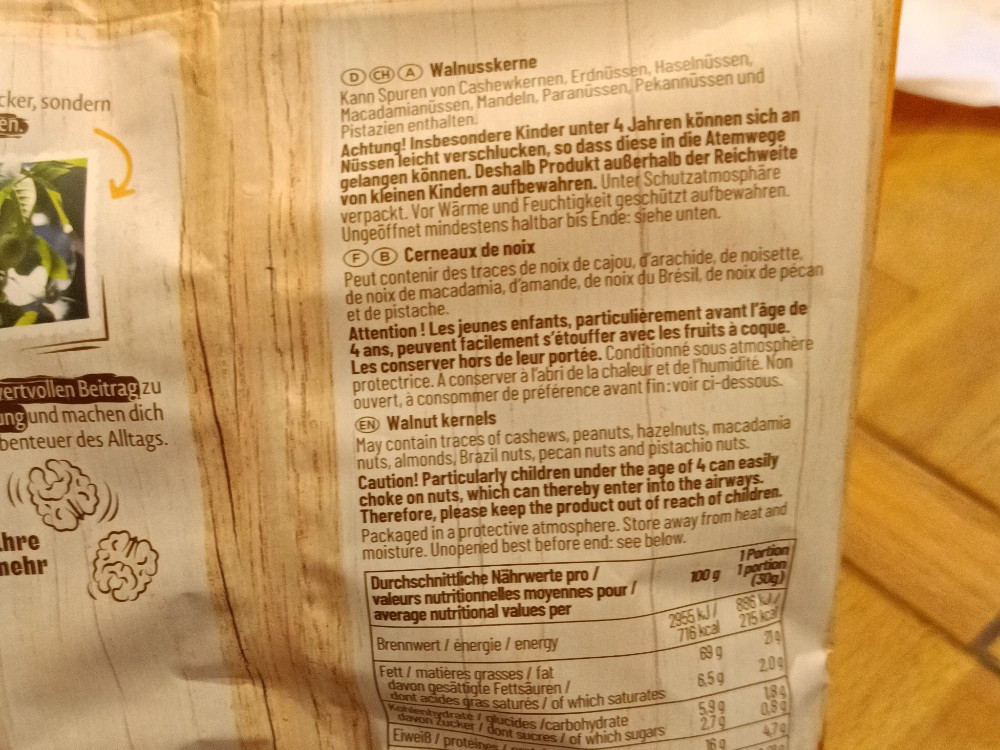 cker, sondern
en.
ertvollen Beitrag zu
ung und machen dich
benteuer des Alltags.
hre
mehr
D CH A Walnusskerne
Kann Spuren von Cashewkernen, Erdnüssen, Haselnüssen,
Macadamianüssen, Mandeln, Paranüssen, Pekannüssen und
Pistazien enthalten.
Achtung! Insbesondere Kinder unter 4 Jahren können sich an
Nüssen leicht verschlucken, so dass diese in die Atemwege
gelangen können. Deshalb Produkt außerhalb der Reichweite
von kleinen Kindern aufbewahren. Unter Schutzatmosphäre
verpackt. Vor Wärme und Feuchtigkeit geschützt aufbewahren.
Ungeöffnet mindestens haltbar bis Ende: siehe unten.
F B Cerneaux de noix
Peut contenir des traces de noix de cajou, d'arachide, de noisette,
de noix de macadamia, d'amande, de noix du Brésil, de noix de pécan
et de pistache.
Attention ! Les jeunes enfants, particulièrement avant l'âge de
4 ans, peuvent facilement s'étouffer avec les fruits à coque.
Les conserver hors de leur portée. Conditionné sous atmosphère
protectrice. A conserver à l'abri de la chaleur et de l'humidité. Non
ouvert, à consommer de préférence avant fin : voir ci-dessous.
EN Walnut kernels
May contain traces of cashews, peanuts, hazelnuts, macadamia
nuts, almonds, Brazil nuts, pecan nuts and pistachio nuts.
Caution! Particularly children under the age of 4 can easily
choke on nuts, which can thereby enter into the airways.
Therefore, please keep the product out of reach of children.
Packaged in a protective atmosphere. Store away from heat and
moisture. Unopened best before end: see below.
Durchschnittliche Nährwerte pro /
valeurs nutritionnelles moyennes pour /
average nutritional values per
100 g
1 Portion
1 portion
(30g)
Brennwert / énergie / energy
2955 kJ /
716 kcal
886 kJ /
215 kcal
Fett / matières grasses / fat 69 g 21 g
davon gesättigte Fettsäuren /
dont acides gras saturés / of which saturates 6,5 g 2,0 g
Kohlenhydrate / glucides /carbohydrate 5,9 g 1,8 g
davon Zucker / dont sucres / of which sugars 2,7 g 0,8 g
Eiweiß / protéines / 16 g 4,7 g